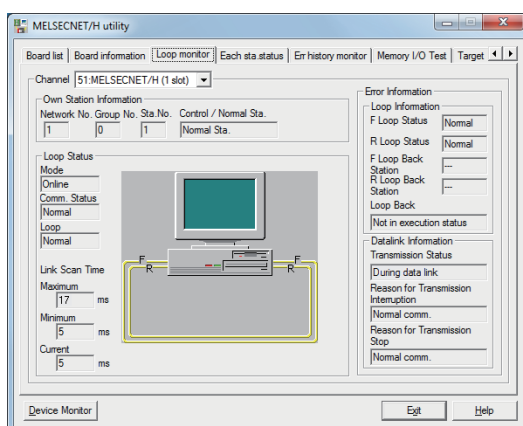 MELSECNET/H utility
Board list Board information Loop monitor Each sta.status Err history monitor Memory I/O Test Target
Channel 51:MELSECNET/H (1 slot)
Own Station Information
Network No. Group No. Sta.No. Control / Normal Sta.
1 0 1 Normal Sta.
Loop Status
Mode
Online
Comm. Status
Normal
Loop
Normal
Link Scan Time
Maximum
17 ms
Minimum
5 ms
Current
5 ms
F F
R R
Error Information
Loop Information
F Loop Status Normal
R Loop Status Normal
F Loop Back
Station ---
R Loop Back
Station ---
Loop Back
Not in execution status
Datalink Infomation
Transmission Status
During data link
Reason for Transmission
Interruption
Normal comm.
Reason for Transmission
Stop
Normal comm.
Device Monitor Exit Help